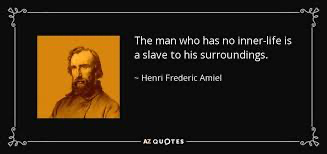 The man who has no inner-life is
a slave to his surroundings.
~ Henri Frederic Amiel
AZ QUOTES